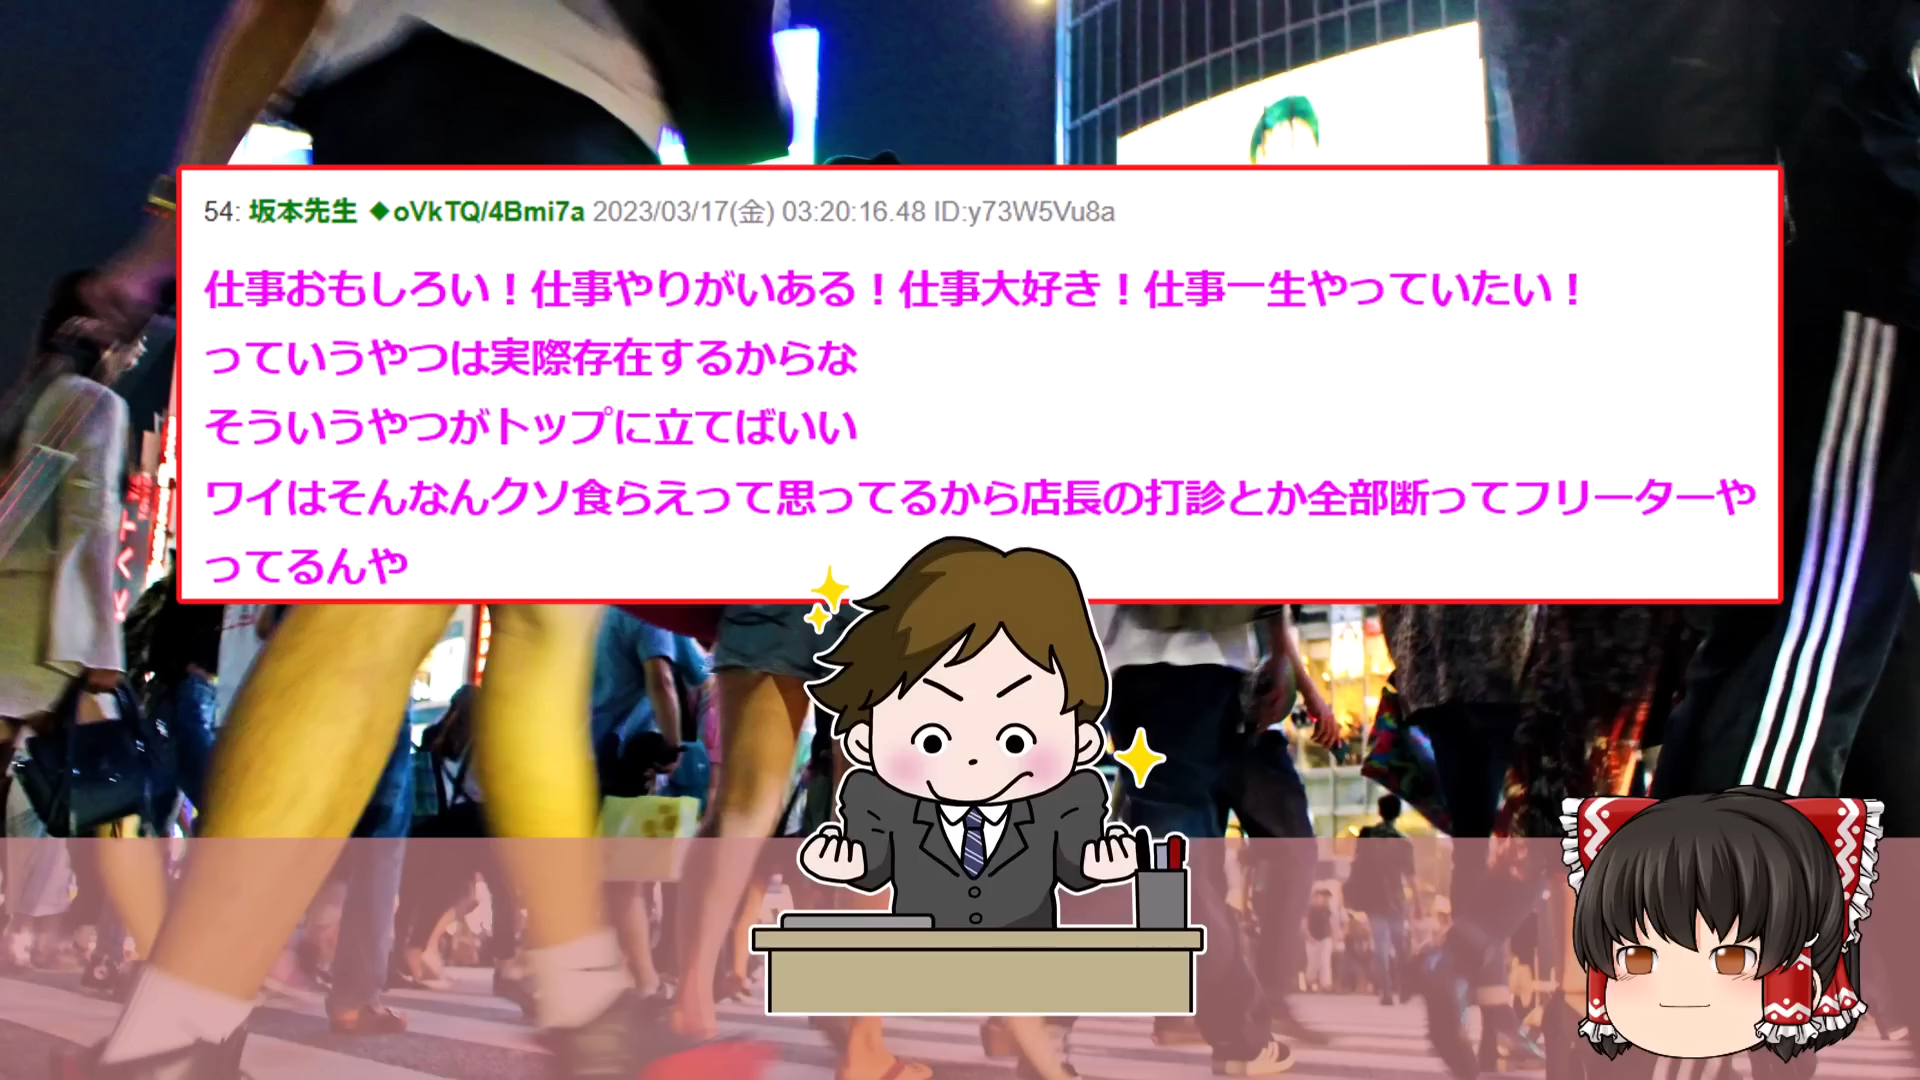 54: 坂本先生 ◆oVkTQ/4Bmi7a 2023/03/17(金) 03:20:16.48 ID:y73W5Vu8a
仕事おもしろい！仕事やりがいある！仕事大好き！仕事一生やっていたい！
っていうやつは実際存在するからな
そういうやつがトップに立てばいい
ワイはそんなんクソ食らえって思ってるから店長の打診とか全部断ってフリーターや
ってるんや